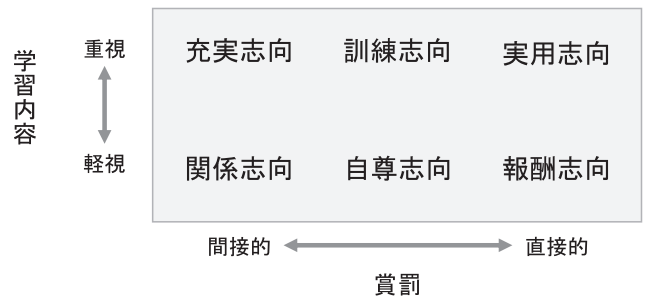 学習内容
重視
軽視
充実志向 訓練志向 実用志向
関係志向 自尊志向 報酬志向
間接的 直接的
賞罰